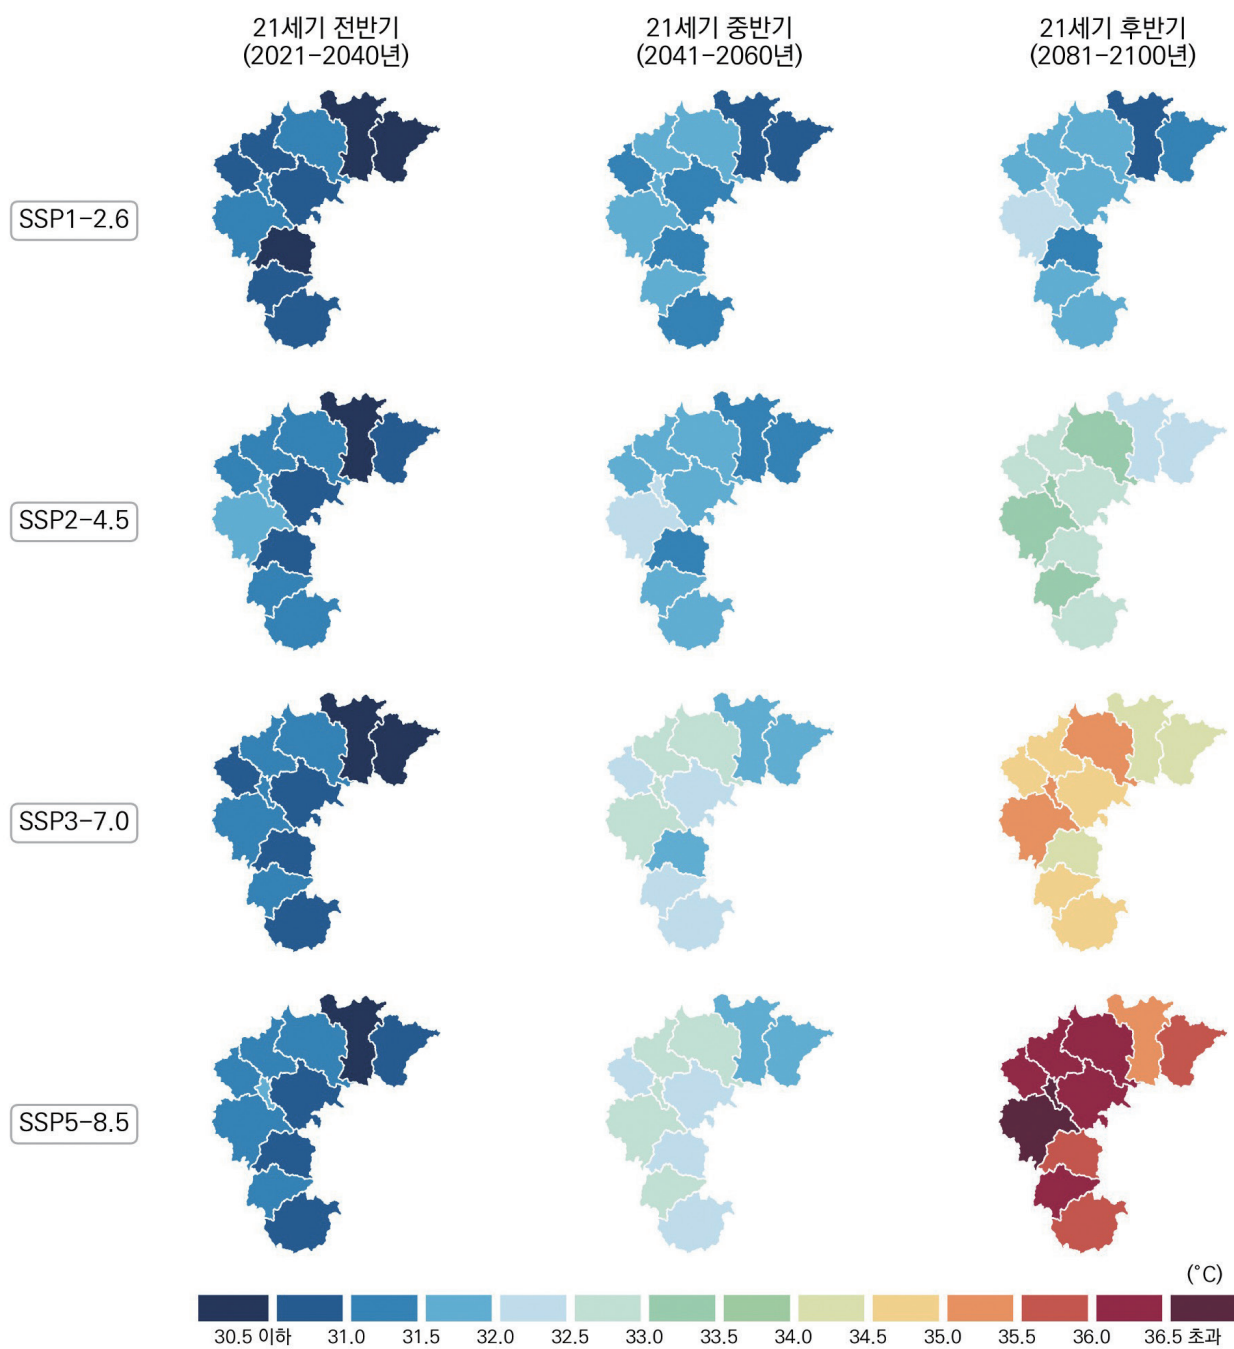 21세기 전반기
(2021-2040년)
21세기 중반기
(2041-2060년)
21세기 후반기
(2081-2100년)
SSP1-2.6
SSP2-4.5
SSP3-7.0
SSP5-8.5
(˚C)
30.5 이하 31.0 31.5 32.0 32.5 33.0 33.5 34.0 34.5 35.0 35.5 36.0 36.5 초과